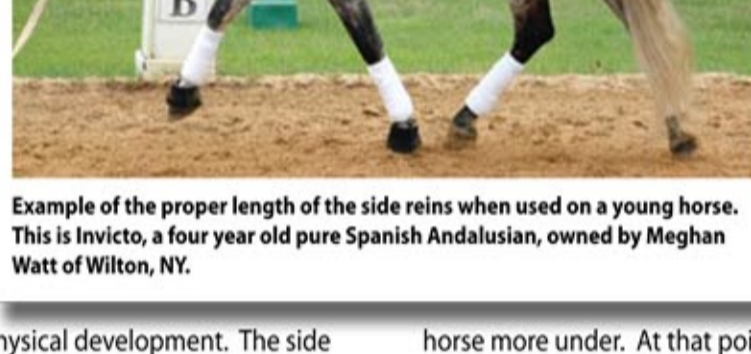 B
Example of the proper length of the side reins when used on a young horse.
This is Invicto, a four year old pure Spanish Andalusian, owned by Meghan
Watt of Wilton, NY.
development. The side
horse more under. At that